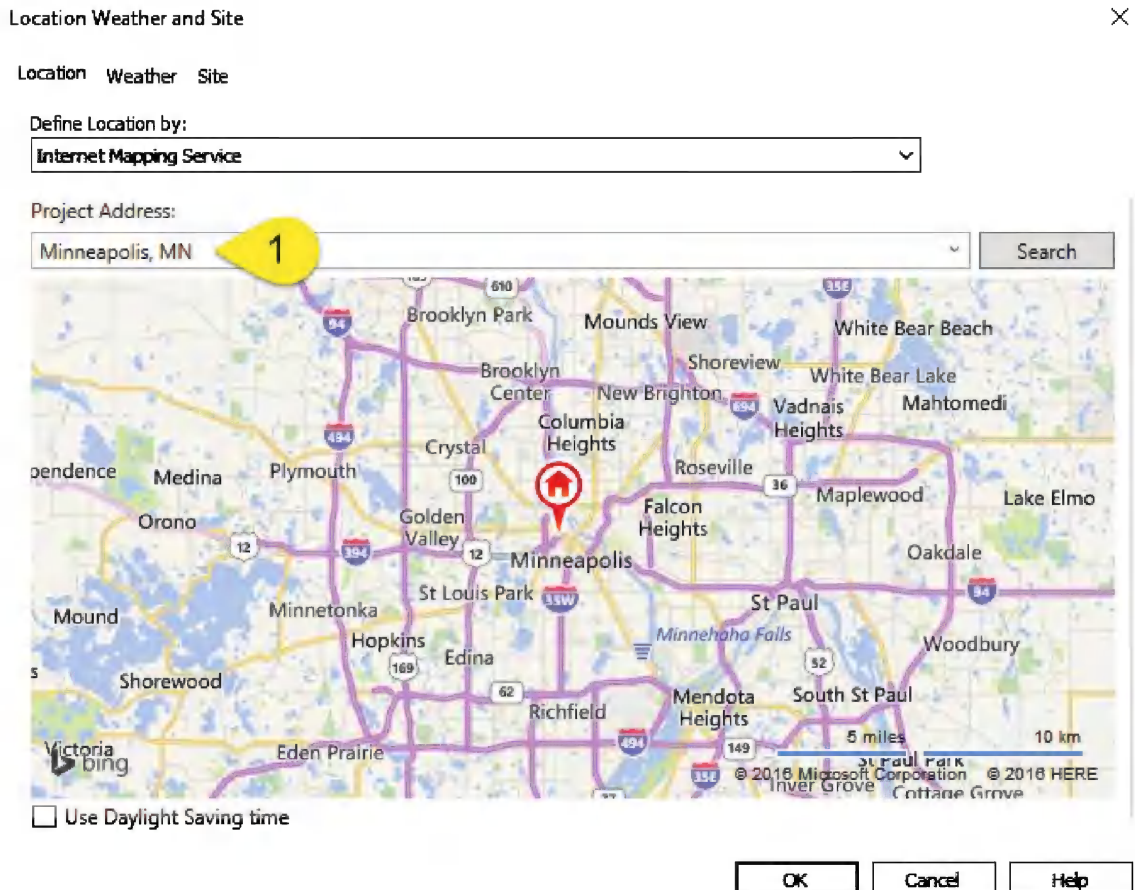 Location Weather and Site
Location Weather Site
Define Location by:
Internet Mapping Service
Project Address:
Minneapolis, MN
1
Search
610
35E
94
Brooklyn Park
Mounds View
White Bear Beach
Shoreview
Brooklyn
Center
White Bear Lake
New Brighton
694
Vadnais
Heights
Mahtomedi
Columbia
Heights
494
Crystal
pendence
Medina
Plymouth
100
Roseville
36
Maplewood
Lake Elmo
Falcon
Heights
Orono
Golden
Valley
12
394
12
Minneapolis
Oakdale
St Louis Park
35W
94
St Paul
Mound
Minnetonka
Hopkins
Minnehaha Falls
Woodbury
169
Edina
52
s
Shorewood
62
Richfield
Mendota
Heights
South St Paul
Victoria
bing
Eden Prairie
494
149
5 miles
10 km
St Paul Park
35E
© 2016 Microsoft Corporation © 2016 HERE
Inver Grove
Cottage Grove
Use Daylight Saving time
OK
Cancel
Help